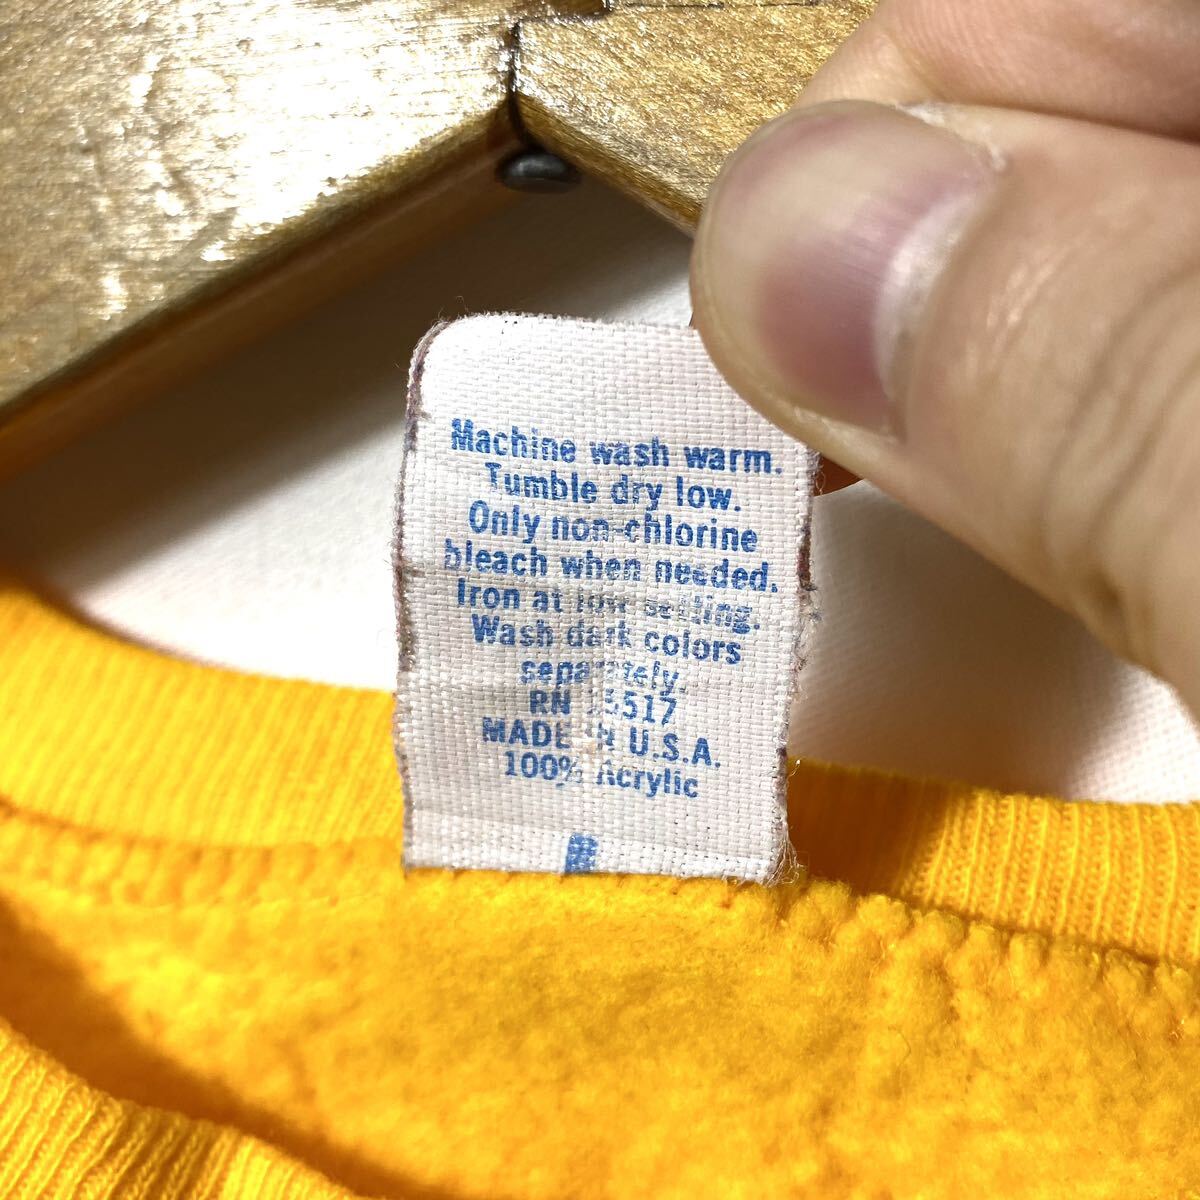 Machine wash warm.
Tumble dry low.
Only non-chlorine
bleach when needed.
Iron at low setting.
Wash dark colors
separately.
RN 5517
MADE IN U.S.A.
100% Acrylic